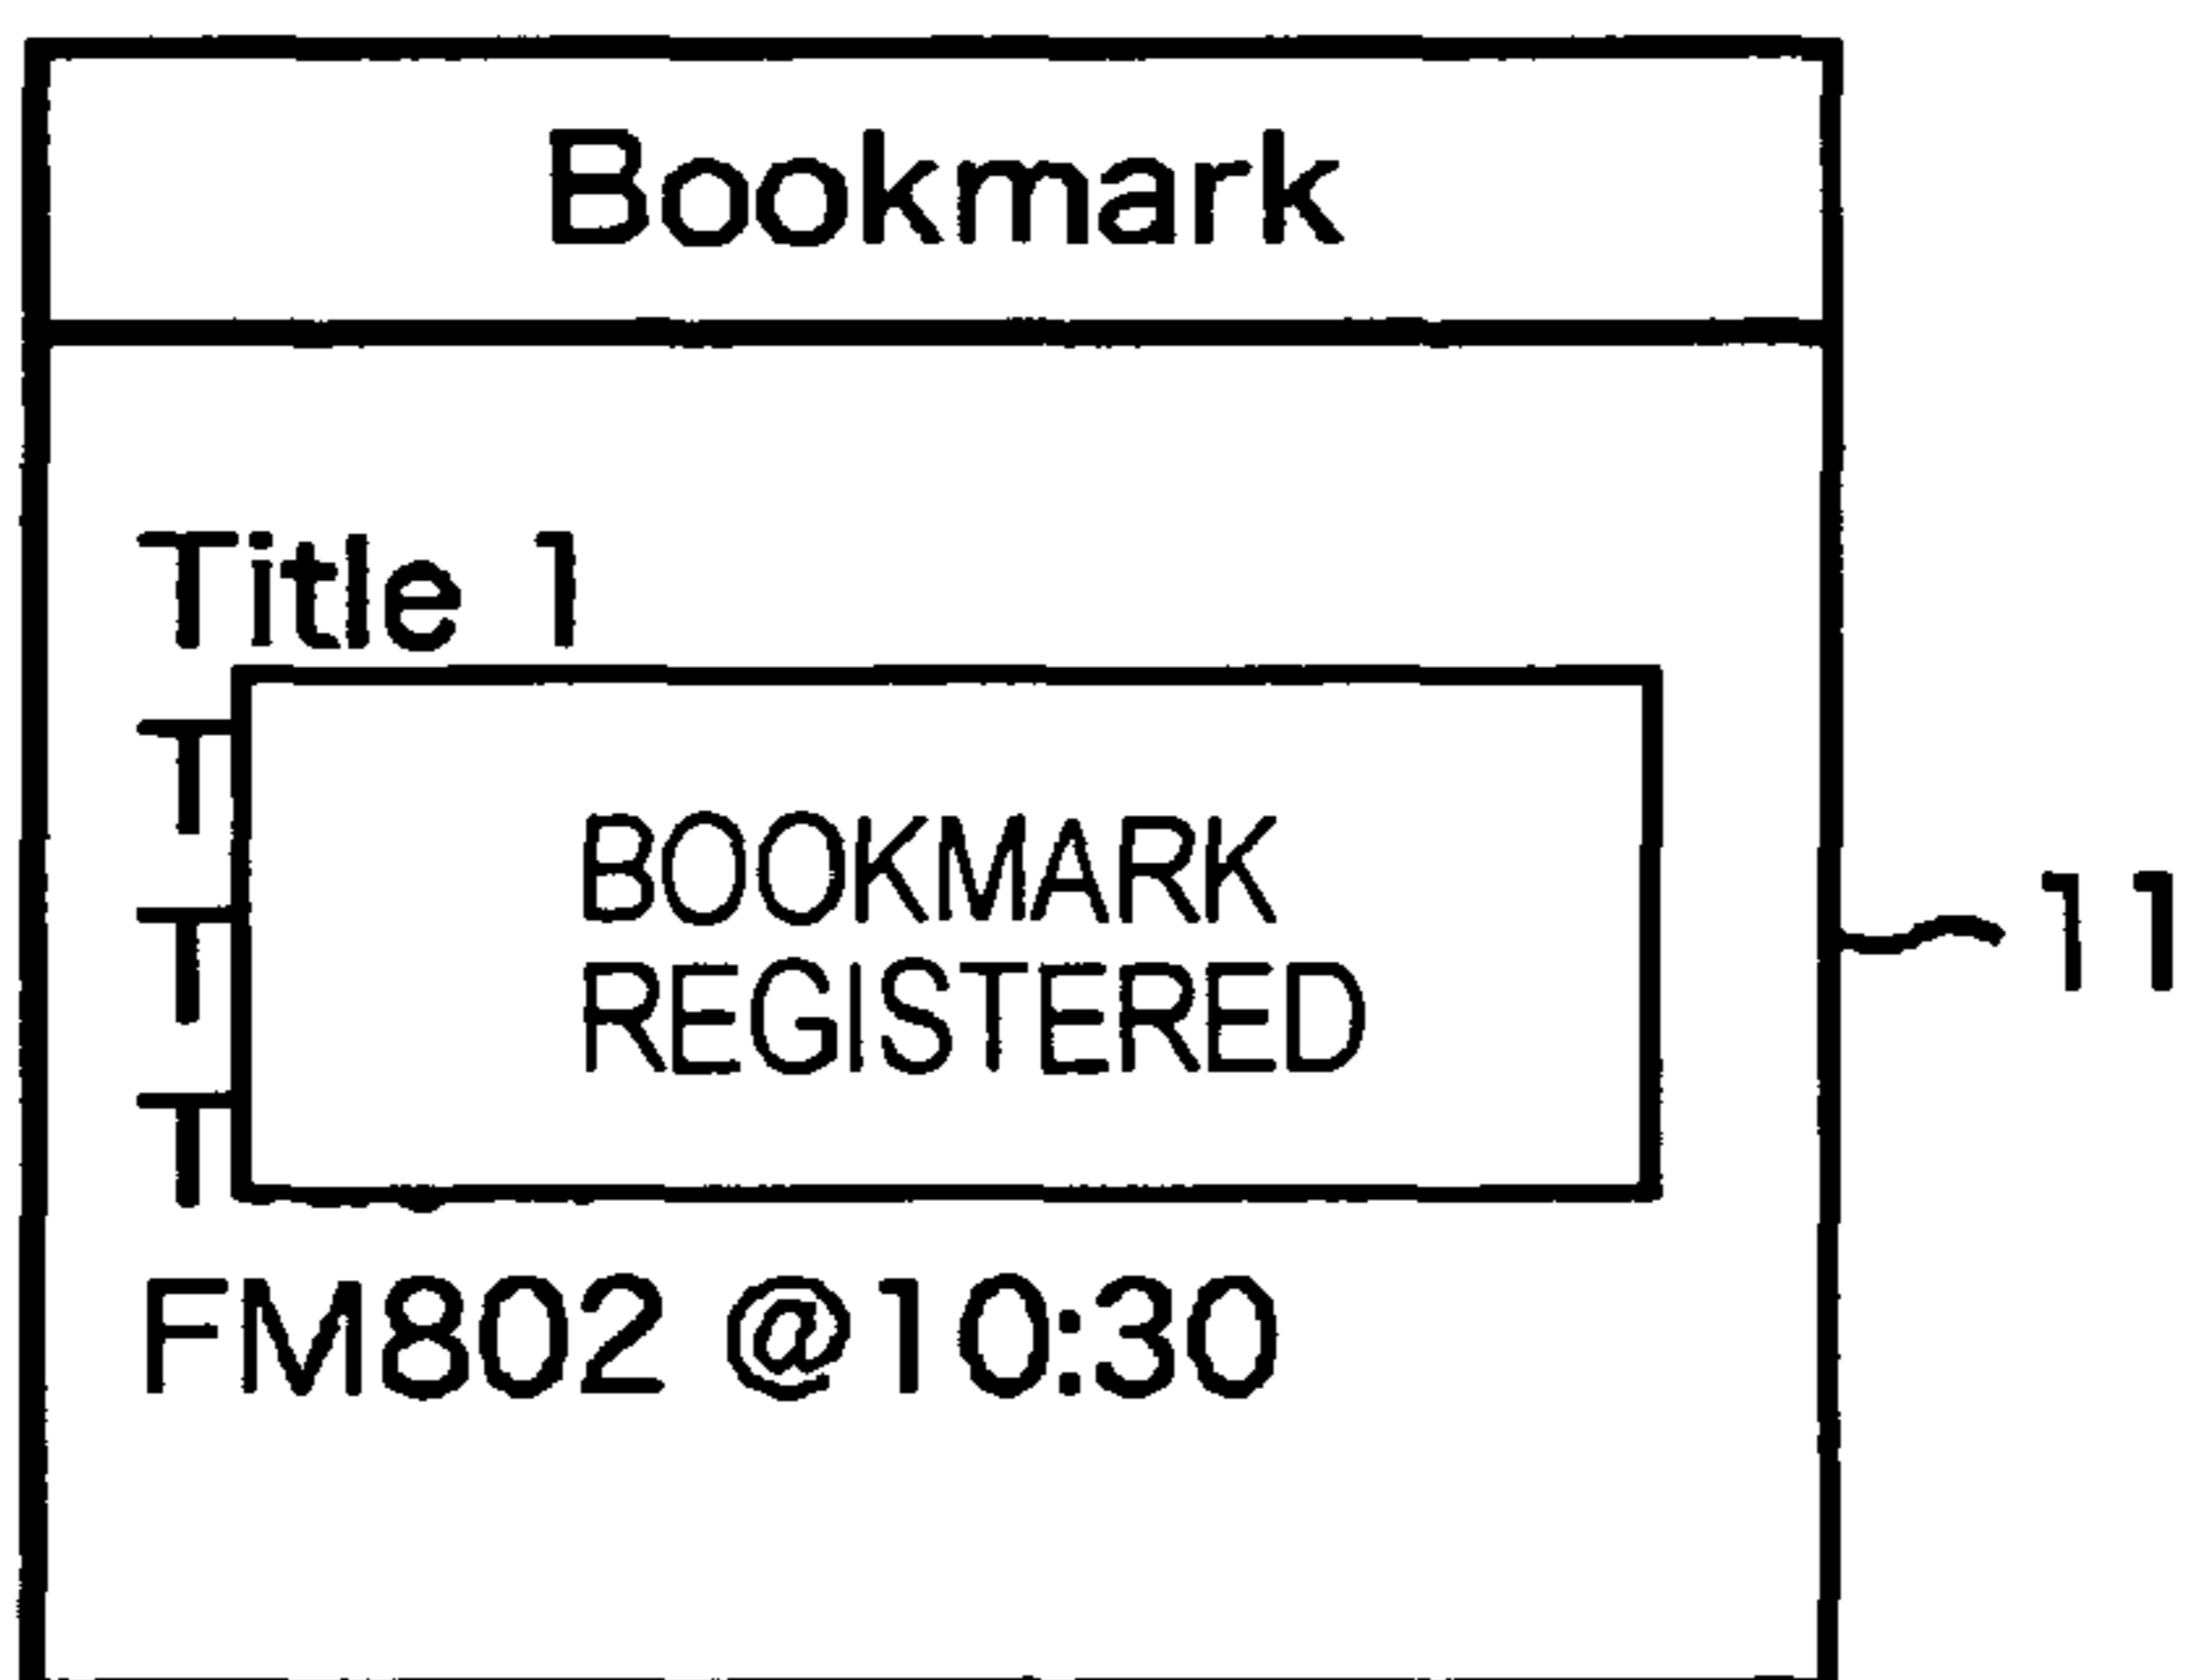 Bookmark
Title 1
T
T
T
BOOKMARK
REGISTERED
11
FM802 @10:30